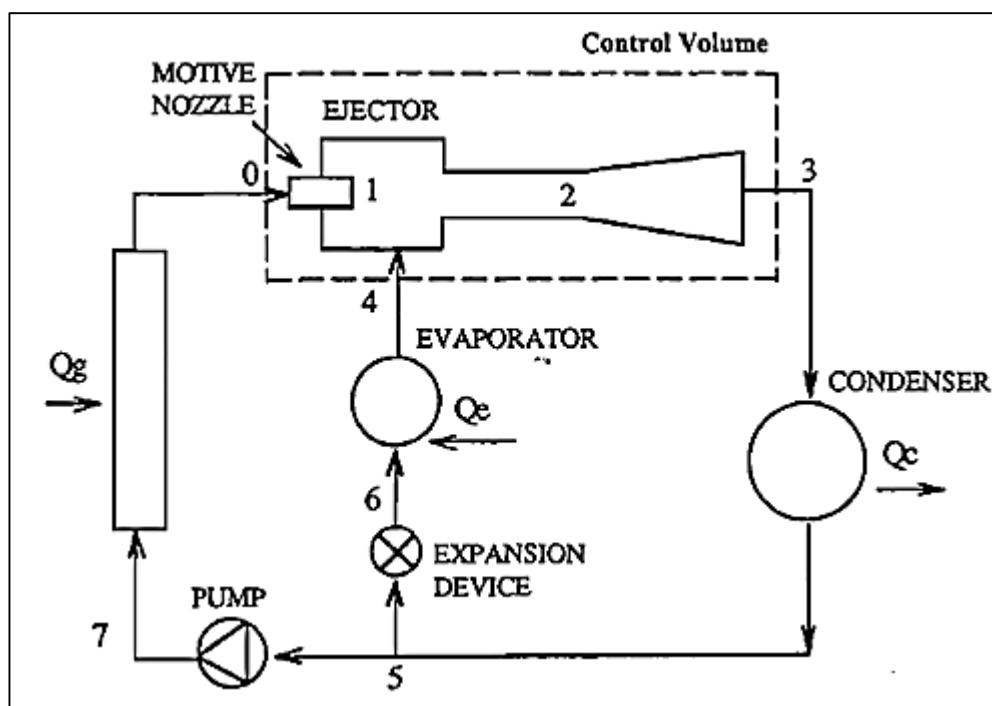 Control Volume
MOTIVE
NOZZLE
EJECTOR
0
1
2
3
4
EVAPORATOR
Qg
Qe
CONDENSER
Qc
6
EXPANSION
DEVICE
PUMP
7
5